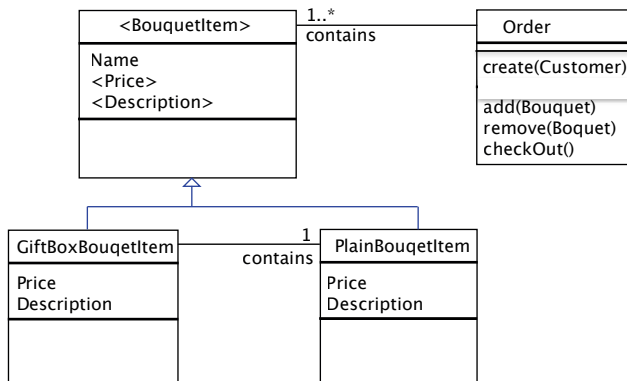 <BouquetItem>
Name
<Price>
<Description>
1..*
contains
Order
create(Customer)
add(Bouquet)
remove(Boquet)
checkOut()
GiftBoxBouqetItem
Price
Description
1
contains
PlainBouqetItem
Price
Description